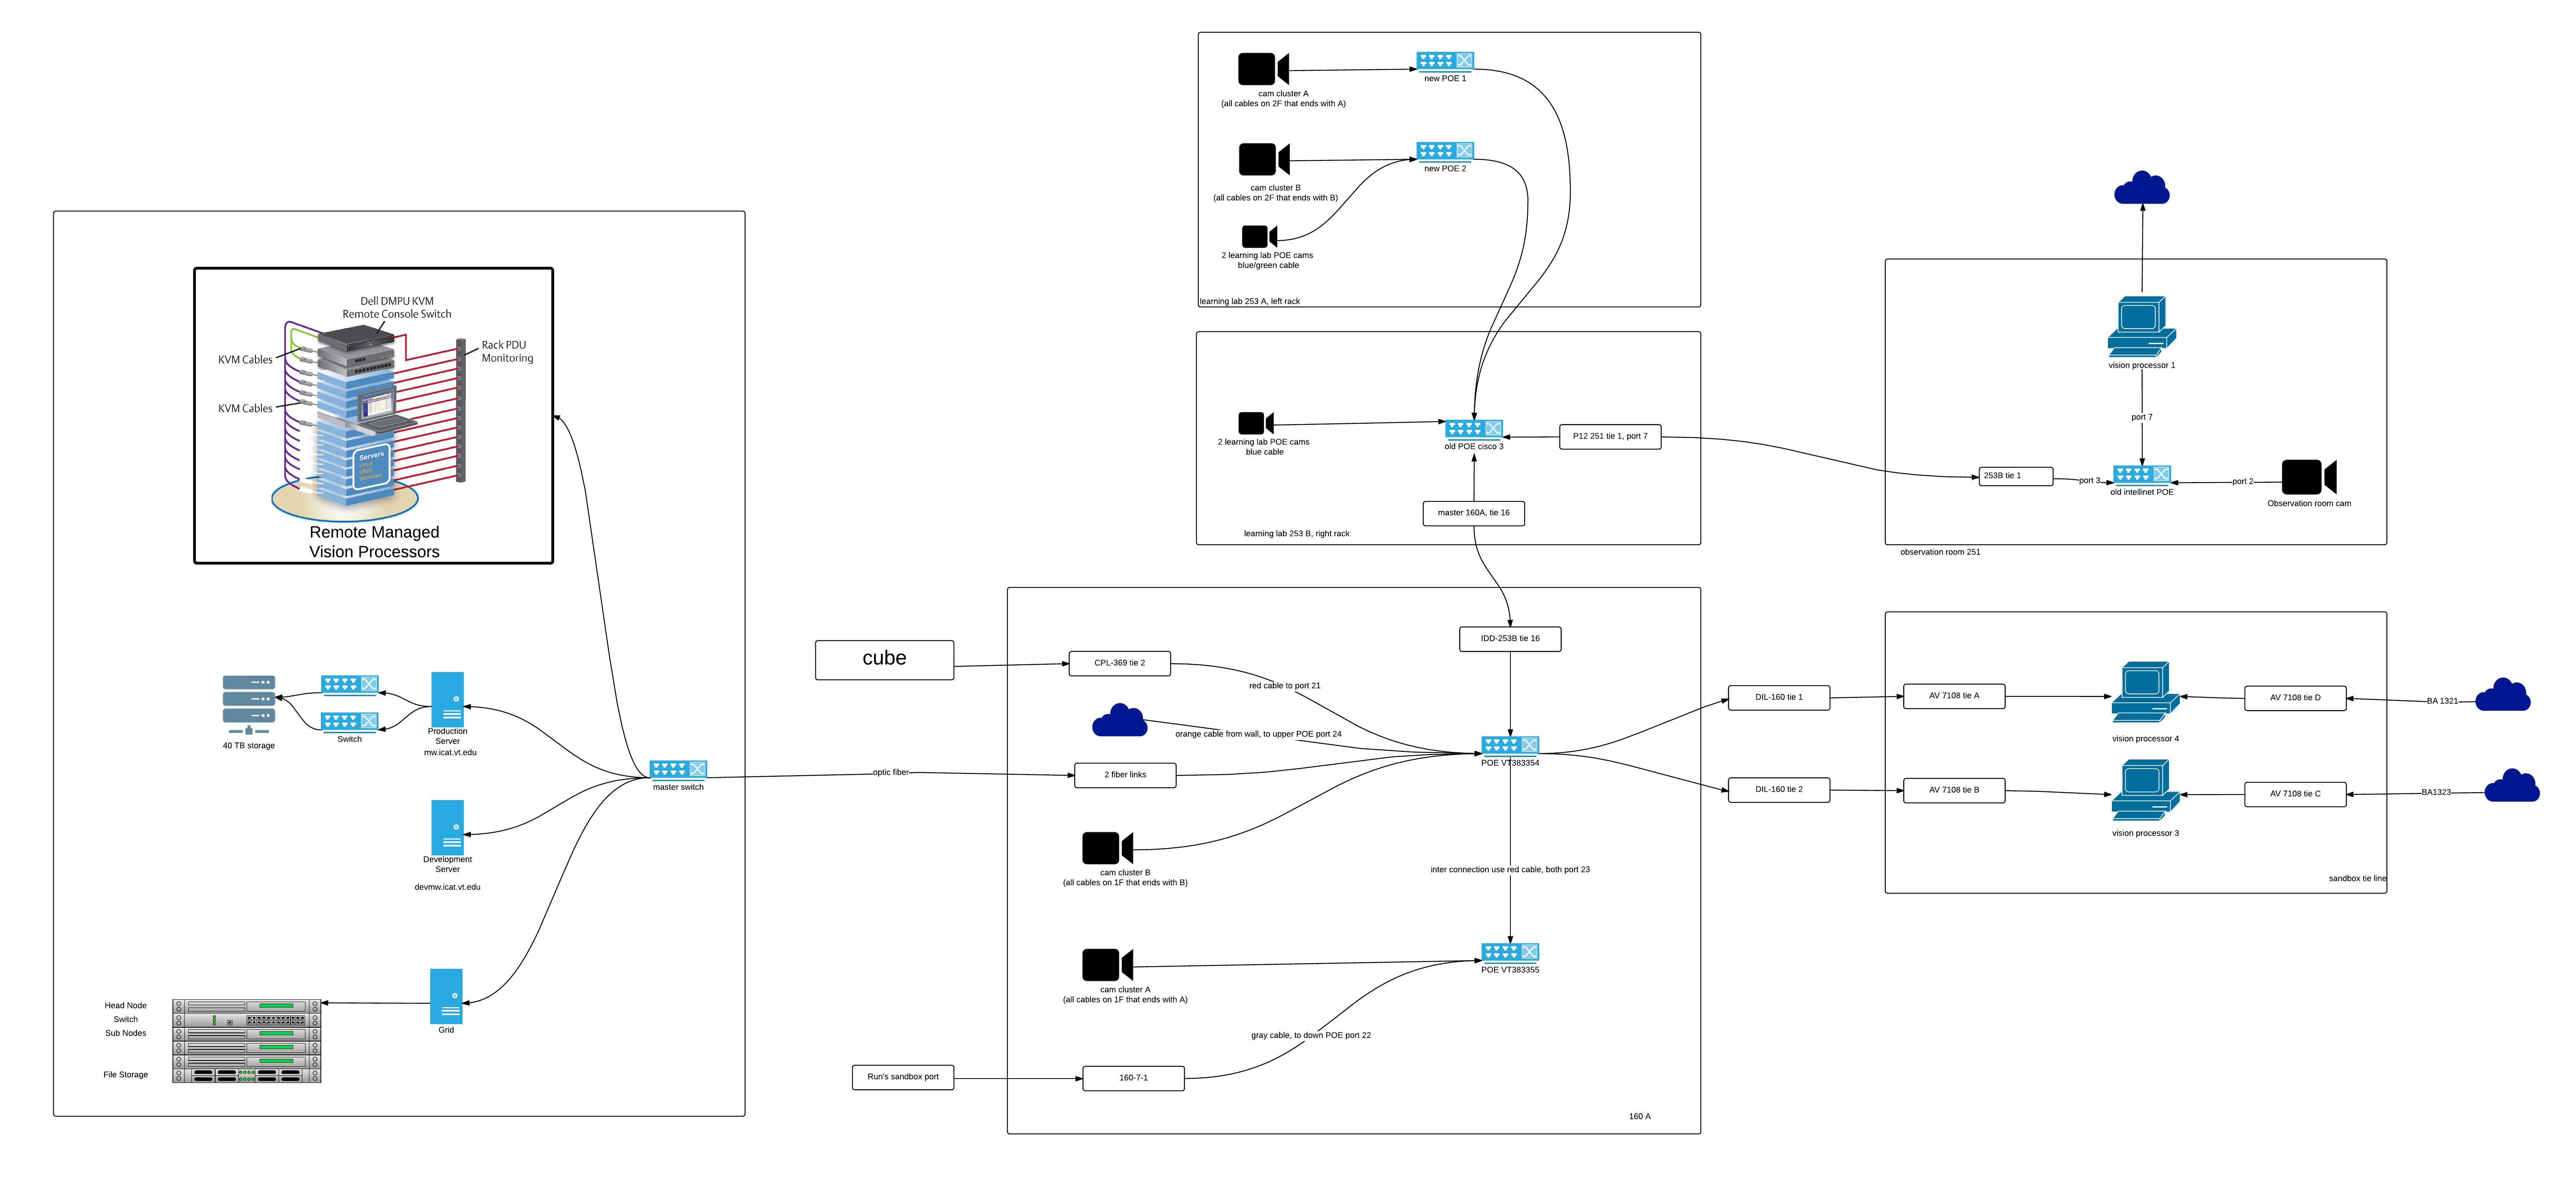 cam cluster A
(all cables on 2F that ends with A)
new POE 1
cam cluster B
(all cables on 2F that ends with B)
new POE 2
2 learning lab POE cams
blue/green cable
learning lab 253 A, left rack
Dell DMPU KVM
Remote Console Switch
KVM Cables
Rack PDU
Monitoring
KVM Cables
Servers
Linux
UNIX
Windows
Remote Managed
Vision Processors
2 learning lab POE cams
blue cable
old POE cisco 3
P12 251 tie 1, port 7
master 160A, tie 16
learning lab 253 B, right rack
vision processor 1
port 7
253B tie 1
port 3
old intellinet POE
port 2
Observation room cam
observation room 251
40 TB storage
Switch
Production
Server
mw.icat.vt.edu
Development
Server
devmw.icat.vt.edu
master switch
optic fiber
Head Node
Switch
Sub Nodes
File Storage
Grid
cube
CPL-369 tie 2
red cable to port 21
IDD-253B tie 16
orange cable from wall, to upper POE port 24
2 fiber links
POE VT383354
cam cluster B
(all cables on 1F that ends with B)
inter connection use red cable, both port 23
cam cluster A
(all cables on 1F that ends with A)
POE VT383355
gray cable, to down POE port 22
Run's sandbox port
160-7-1
160 A
DIL-160 tie 1
DIL-160 tie 2
AV 7108 tie A
vision processor 4
AV 7108 tie D
BA 1321
AV 7108 tie B
vision processor 3
AV 7108 tie C
BA1323
sandbox tie line